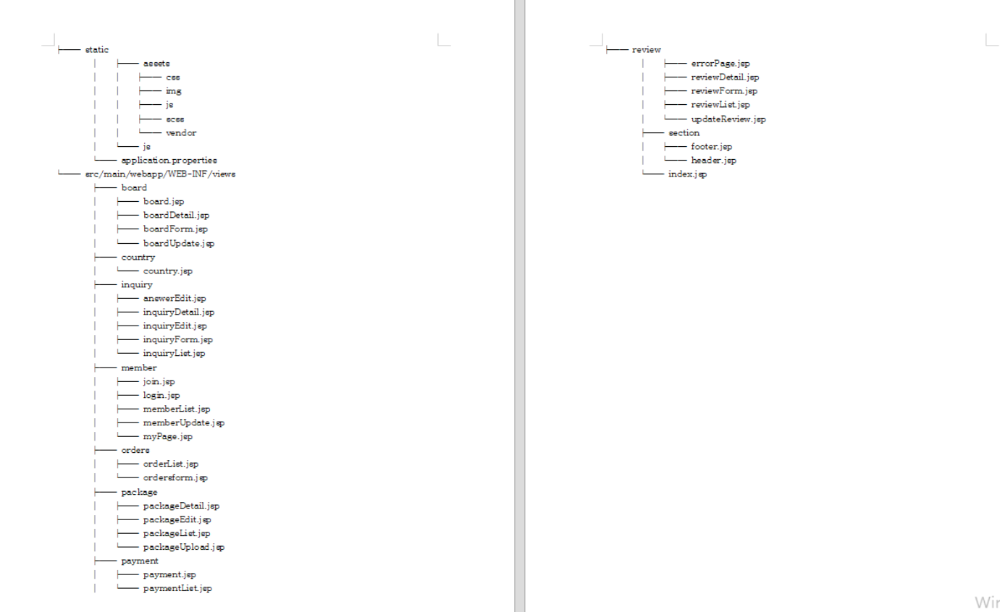 ├── static
│ ├── assets
│ │ ├── css
│ │ ├── img
│ │ ├── js
│ │ ├── scss
│ │ └── vendor
│ └── js
└── application.properties
└── src/main/webapp/WEB-INF/views
├── board
│ ├── board.jsp
│ ├── boardDetail.jsp
│ ├── boardForm.jsp
│ └── boardUpdate.jsp
├── country
│ └── country.jsp
├── inquiry
│ ├── answerEdit.jsp
│ ├── inquiryDetail.jsp
│ ├── inquiryEdit.jsp
│ ├── inquiryForm.jsp
│ └── inquiryList.jsp
├── member
│ ├── join.jsp
│ ├── login.jsp
│ ├── memberList.jsp
│ ├── memberUpdate.jsp
│ └── myPage.jsp
├── orders
│ ├── orderList.jsp
│ └── ordersform.jsp
├── package
│ ├── packageDetail.jsp
│ ├── packageEdit.jsp
│ ├── packageList.jsp
│ └── packageUpload.jsp
├── payment
│ ├── payment.jsp
│ └── paymentList.jsp
├── review
│ ├── errorPage.jsp
│ ├── reviewDetail.jsp
│ ├── reviewForm.jsp
│ ├── reviewList.jsp
│ └── updateReview.jsp
├── section
│ ├── footer.jsp
│ └── header.jsp
└── index.jsp
Wir